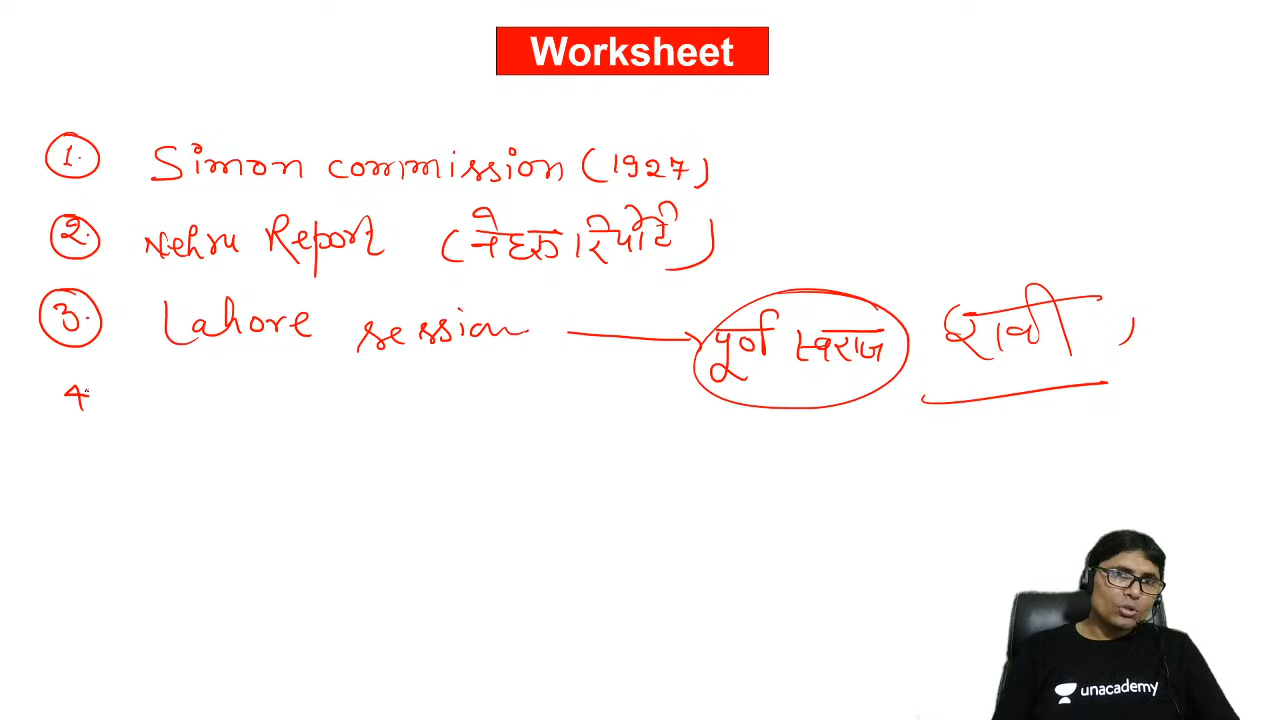 Worksheet
1. Simon commission (1927)
2. Nehru Report (नेहरू रिपोर्ट)
3. Lahore session पूर्ण स्वराज रावी,
4
unacademy